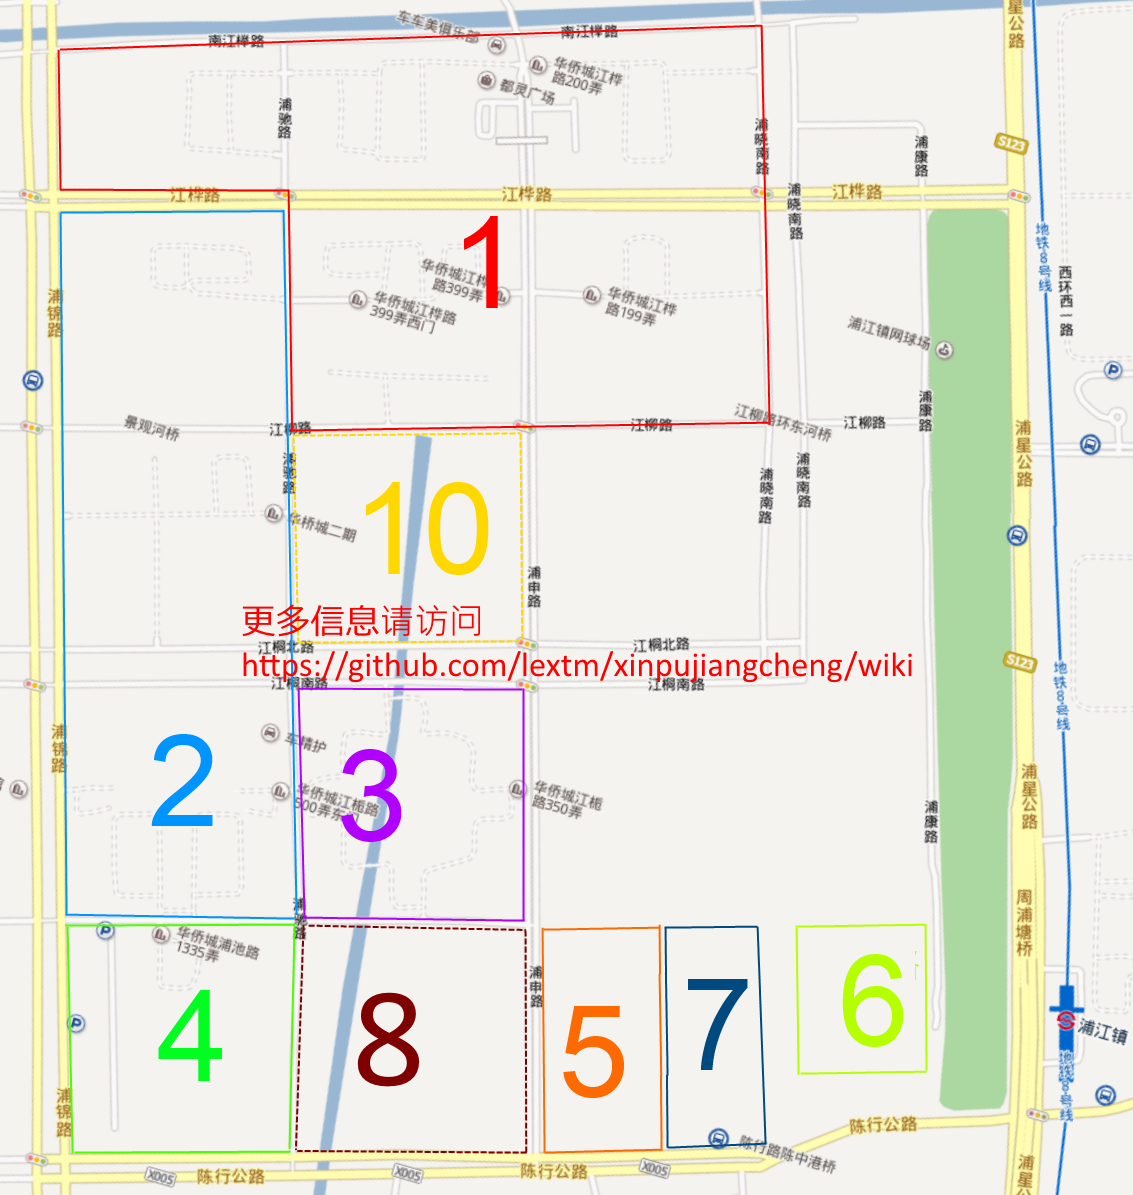 车车美俱乐部
浦星公路
南江桦路
南江桦路
华侨城江桦
路200弄
都灵广场
浦驰路
浦晓南路
浦康路
S123
江桦路
江桦路
江桦路
浦晓南路
1
地铁8号线
西环西一路
华侨城江桦
路399弄
华侨城江桦路
399弄西门
华侨城江桦
路199弄
浦锦路
浦江镇网球场
P
浦康路
景观河桥
江柳路
江柳路
江柳路环东河桥
江柳路
浦星公路
浦驰路
浦晓南路
浦晓南路
10
华桥城二期
浦申路
更多信息请访问
江桐北路
江桐北路
https://github.com/lextm/xinpujiangcheng/wiki
S123
地铁8号线
江桐南路
江桐南路
浦锦路
2
车精护
3
华侨城江栀路
500弄东门
华侨城江栀
路350弄
浦星公路
浦康路
浦驰路
周浦塘桥
P
华侨城浦池路
1335弄
浦申路
4
8
5
7
6
P
浦江镇
地铁8号线
浦锦路
陈行公路
陈行路陈中港桥
X005
陈行公路
X005
陈行公路
X005
浦星公